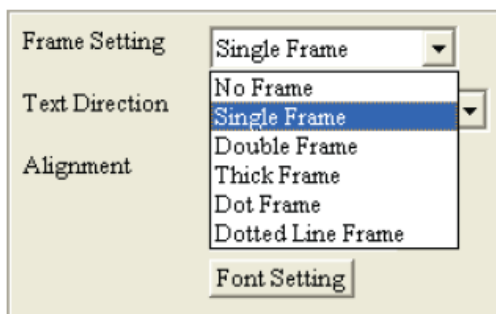 Frame Setting Single Frame
No Frame
Text Direction Single Frame
Double Frame
Alignment Thick Frame
Dot Frame
Dotted Line Frame
Font Setting